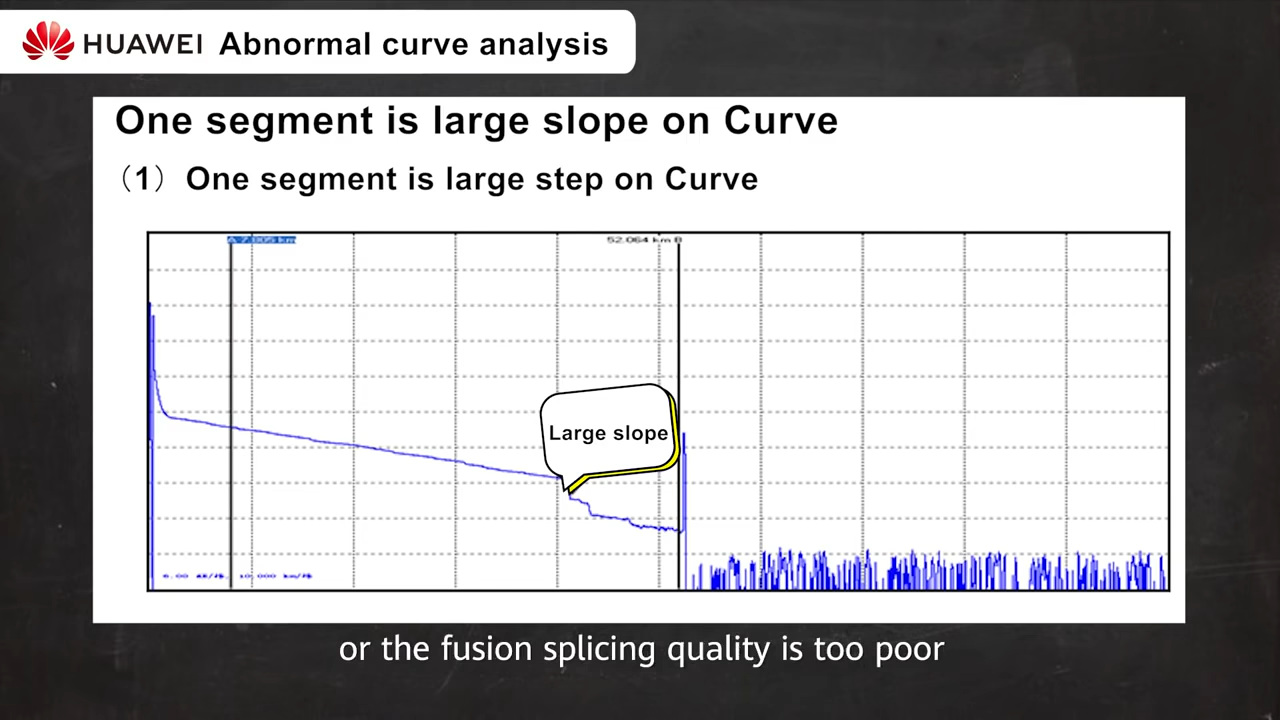 HUAWEI Abnormal curve analysis
One segment is large slope on Curve
（1）One segment is large step on Curve
52.064 km B
Large slope
or the fusion splicing quality is too poor